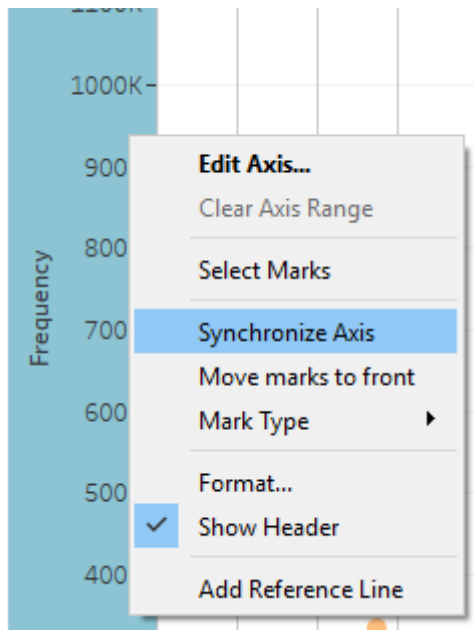 1000K
900
800
700
600
500
400
Frequency
Edit Axis...
Clear Axis Range
Select Marks
Synchronize Axis
Move marks to front
Mark Type
Format...
Show Header
Add Reference Line